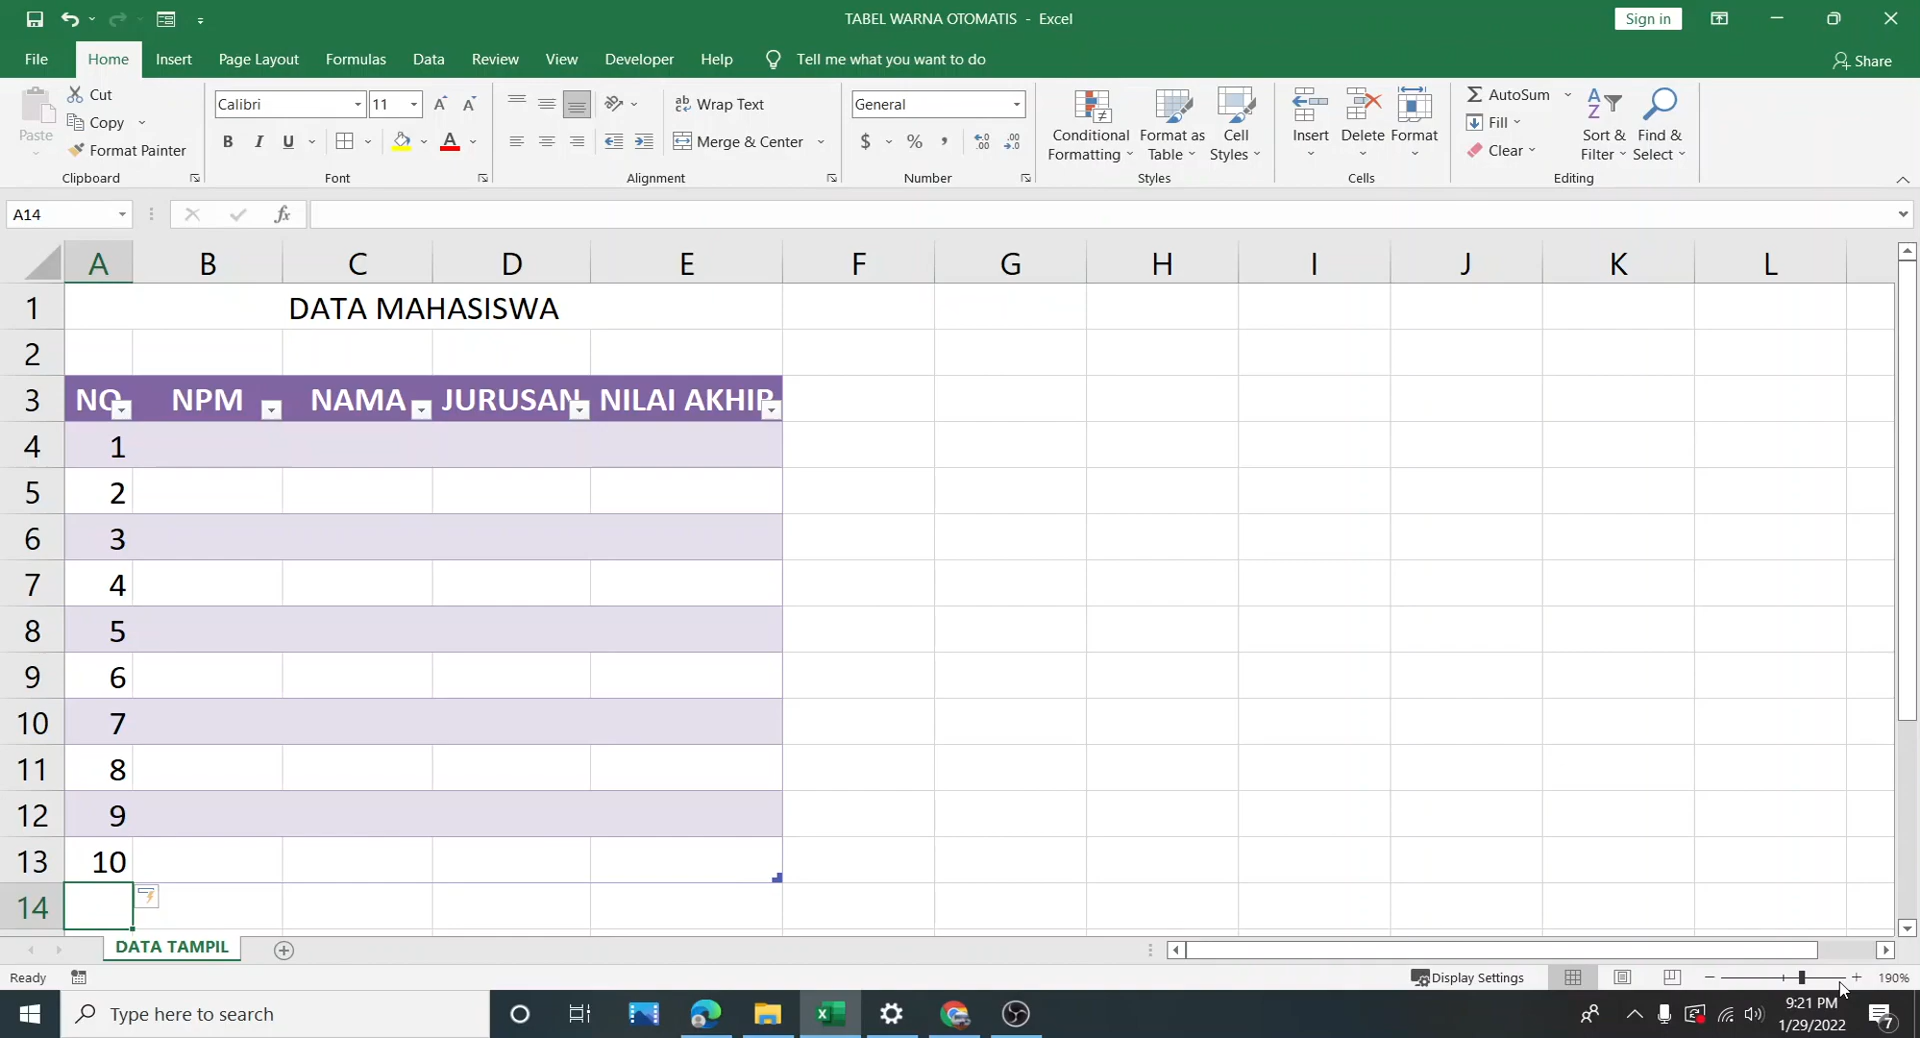 TABEL WARNA OTOMATIS - Excel
Sign in
File Home Insert Page Layout Formulas Data Review View Developer Help Tell me what you want to do Share
Paste
Cut
Copy
Format Painter
Clipboard
Calibri 11
B I U
Font
Wrap Text
Merge & Center
Alignment
General
$ % ,
Number
Conditional Formatting
Format as Table
Cell Styles
Styles
Insert Delete Format
Cells
AutoSum
Fill
Clear
Sort & Filter
Find & Select
Editing
A14 fx
A B C D E F G H I J K L
1 DATA MAHASISWA
2
3 NO NPM NAMA JURUSAN NILAI AKHIR
4 1
5 2
6 3
7 4
8 5
9 6
10 7
11 8
12 9
13 10
14
DATA TAMPIL
Ready Display Settings 190%
Type here to search
9:21 PM
1/29/2022
7